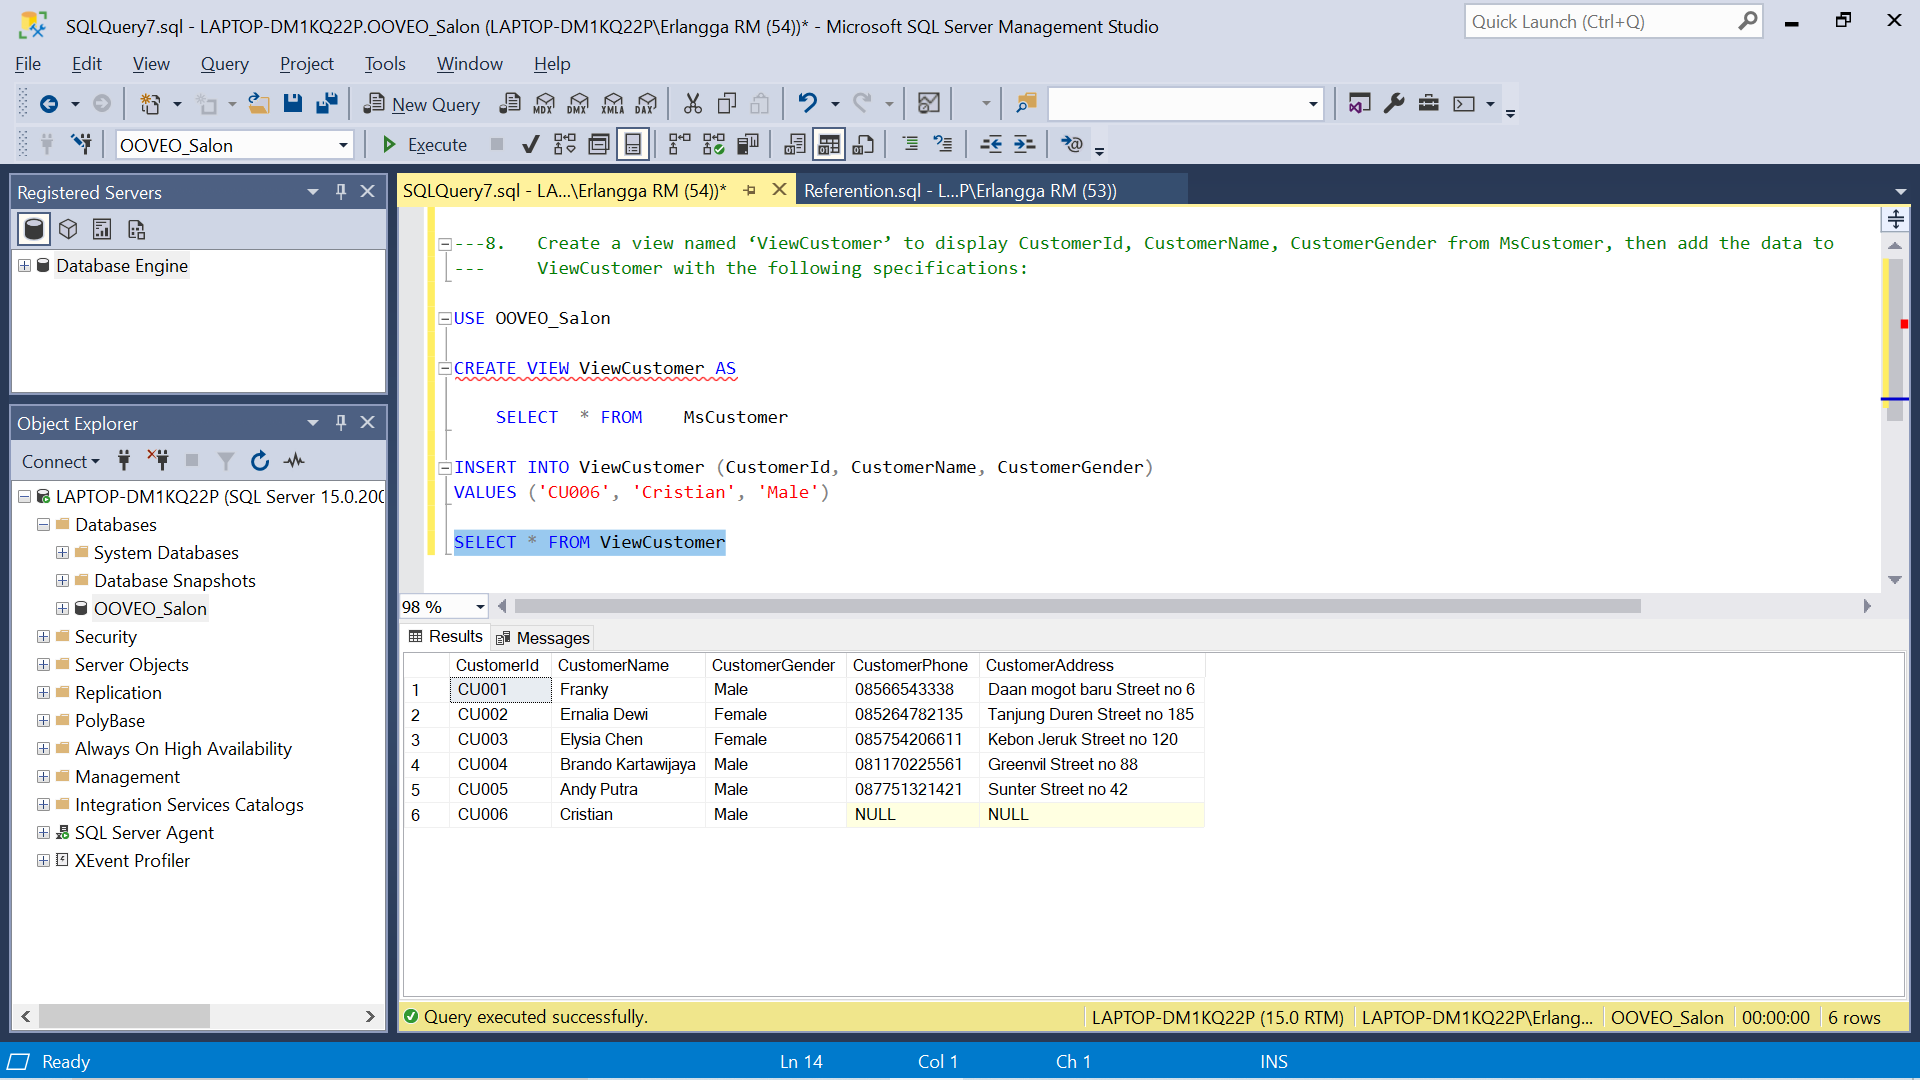 SQLQuery7.sql - LAPTOP-DM1KQ22P.OOVEO_Salon (LAPTOP-DM1KQ22P\Erlangga RM (54))* - Microsoft SQL Server Management Studio
Quick Launch (Ctrl+Q)
File Edit View Query Project Tools Window Help
New Query MDX DMX XMLA DAX
OOVEO_Salon Execute
Registered Servers
Database Engine
Object Explorer
Connect
LAPTOP-DM1KQ22P (SQL Server 15.0.200
Databases
System Databases
Database Snapshots
OOVEO_Salon
Security
Server Objects
Replication
PolyBase
Always On High Availability
Management
Integration Services Catalogs
SQL Server Agent
XEvent Profiler
SQLQuery7.sql - LA...\Erlangga RM (54))* Referention.sql - L...P\Erlangga RM (53))
---8. Create a view named ‘ViewCustomer’ to display CustomerId, CustomerName, CustomerGender from MsCustomer, then add the data to
--- ViewCustomer with the following specifications:
USE OOVEO_Salon
CREATE VIEW ViewCustomer AS
SELECT * FROM MsCustomer
INSERT INTO ViewCustomer (CustomerId, CustomerName, CustomerGender)
VALUES ('CU006', 'Cristian', 'Male')
SELECT * FROM ViewCustomer
98 %
Results Messages
CustomerId CustomerName CustomerGender CustomerPhone CustomerAddress
1 CU001 Franky Male 08566543338 Daan mogot baru Street no 6
2 CU002 Ernalia Dewi Female 085264782135 Tanjung Duren Street no 185
3 CU003 Elysia Chen Female 085754206611 Kebon Jeruk Street no 120
4 CU004 Brando Kartawijaya Male 081170225561 Greenvil Street no 88
5 CU005 Andy Putra Male 087751321421 Sunter Street no 42
6 CU006 Cristian Male NULL NULL
Query executed successfully. LAPTOP-DM1KQ22P (15.0 RTM) LAPTOP-DM1KQ22P\Erlang... OOVEO_Salon 00:00:00 6 rows
Ready Ln 14 Col 1 Ch 1 INS